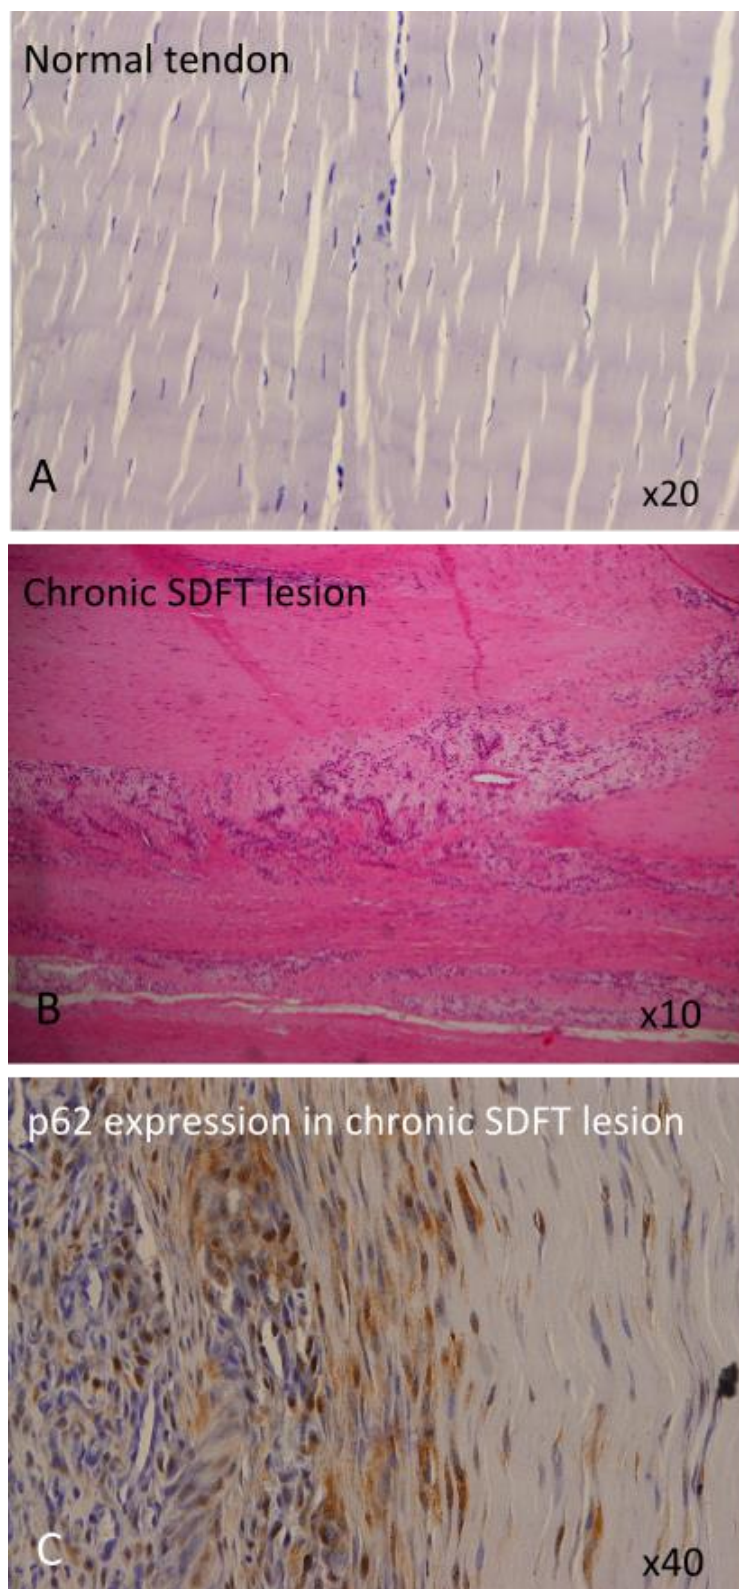 Normal tendon
A
x20
Chronic SDFT lesion
B
x10
p62 expression in chronic SDFT lesion
C
x40